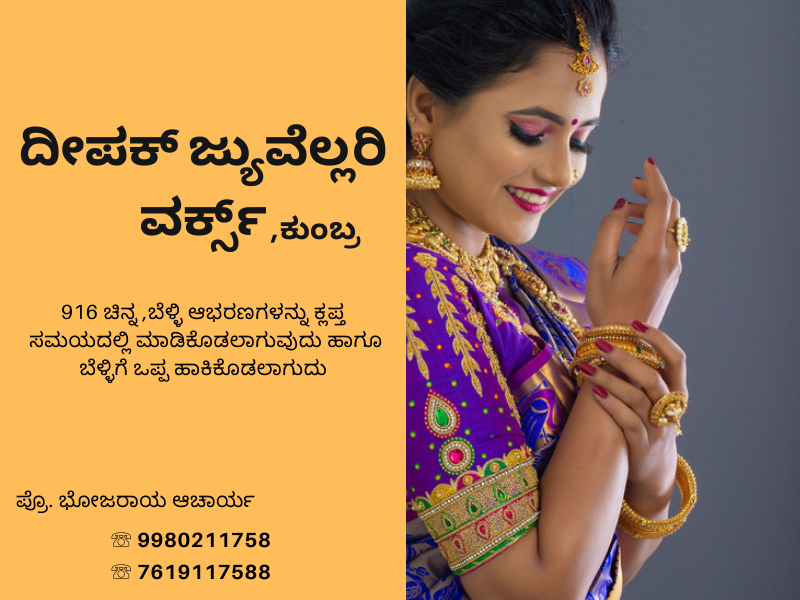 ದೀಪಕ್ ಜ್ಯುವೆಲ್ಲರಿ
ವರ್ಕ್ಸ್ ,ಕುಂಬ್ರ
916 ಚಿನ್ನ ,ಬೆಳ್ಳಿ ಆಭರಣಗಳನ್ನು ಕ್ಲಪ್ತ
ಸಮಯದಲ್ಲಿ ಮಾಡಿಕೊಡಲಾಗುವುದು ಹಾಗೂ
ಬೆಳ್ಳಿಗೆ ಒಪ್ಪ ಹಾಕಿಕೊಡಲಾಗುದು
ಪ್ರೊ. ಭೋಜರಾಯ ಆಚಾರ್ಯ
☏ 9980211758
☏ 7619117588